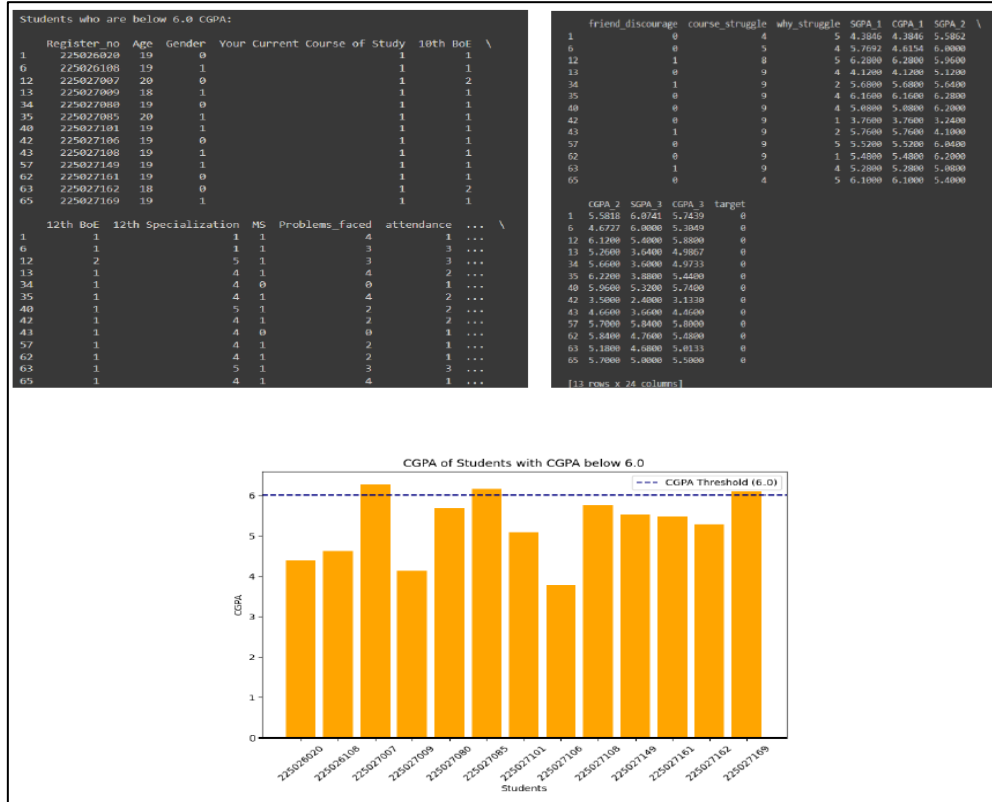 Students who are below 6.0 CGPA:
Register_no Age Gender Your Current Course of Study 10th BoE \
1 225026020 19 0 1 1
6 225026108 19 1 1 1
12 225027007 20 0 1 2
13 225027009 18 1 1 1
34 225027080 19 0 1 1
35 225027085 20 1 1 1
40 225027101 19 1 1 1
42 225027106 19 0 1 1
43 225027108 19 1 1 1
57 225027149 19 1 1 1
62 225027161 19 0 1 1
63 225027162 18 0 1 2
65 225027169 19 1 1 1
12th BoE 12th Specialization MS Problems_faced attendance ... \
1 1 1 1 4 1 ...
6 1 1 1 3 3 ...
12 2 5 1 3 3 ...
13 1 4 1 4 2 ...
34 1 4 0 0 1 ...
35 1 4 1 4 2 ...
40 1 5 1 2 2 ...
42 1 4 1 2 2 ...
43 1 4 0 0 1 ...
57 1 4 1 2 1 ...
62 1 4 1 2 1 ...
63 1 5 1 3 3 ...
65 1 4 1 4 1 ...
friend_discourage course_struggle why_struggle SGPA_1 CGPA_1 SGPA_2 \
1 0 4 5 4.3846 4.3846 5.5862
6 0 5 4 5.7692 4.6154 6.0000
12 1 8 5 6.2800 6.2800 5.9600
13 0 9 4 4.1200 4.1200 5.1200
34 1 9 2 5.6800 5.6800 5.6400
35 0 9 4 6.1600 6.1600 6.2800
40 0 9 4 5.0800 5.0800 6.2000
42 0 9 1 3.7600 3.7600 3.2400
43 1 9 2 5.7600 5.7600 4.1000
57 0 9 5 5.5200 5.5200 6.0400
62 0 9 1 5.4800 5.4800 6.2000
63 1 9 4 5.2800 5.2800 5.0800
65 0 4 5 6.1000 6.1000 5.4000
CGPA_2 SGPA_3 CGPA_3 target
1 5.5818 6.0741 5.7439 0
6 4.6727 6.0000 5.3049 0
12 6.1200 5.4000 5.8800 0
13 5.2600 3.6400 4.9867 0
34 5.6600 3.6000 4.9733 0
35 6.2200 3.8800 5.4400 0
40 5.9600 5.3200 5.7400 0
42 3.5000 2.4000 3.1330 0
43 4.6600 3.6600 4.4600 0
57 5.7000 5.8400 5.8000 0
62 5.8400 4.7600 5.4800 0
63 5.1800 4.6800 5.0133 0
65 5.7000 5.0000 5.5000 0
[13 rows x 24 columns]
CGPA of Students with CGPA below 6.0
CGPA Threshold (6.0)
6
5
4
3
2
1
0
CGPA
225026020 225026108 225027007 225027009 225027080 225027085 225027101 225027106 225027108 225027149 225027161 225027162 225027169
Students